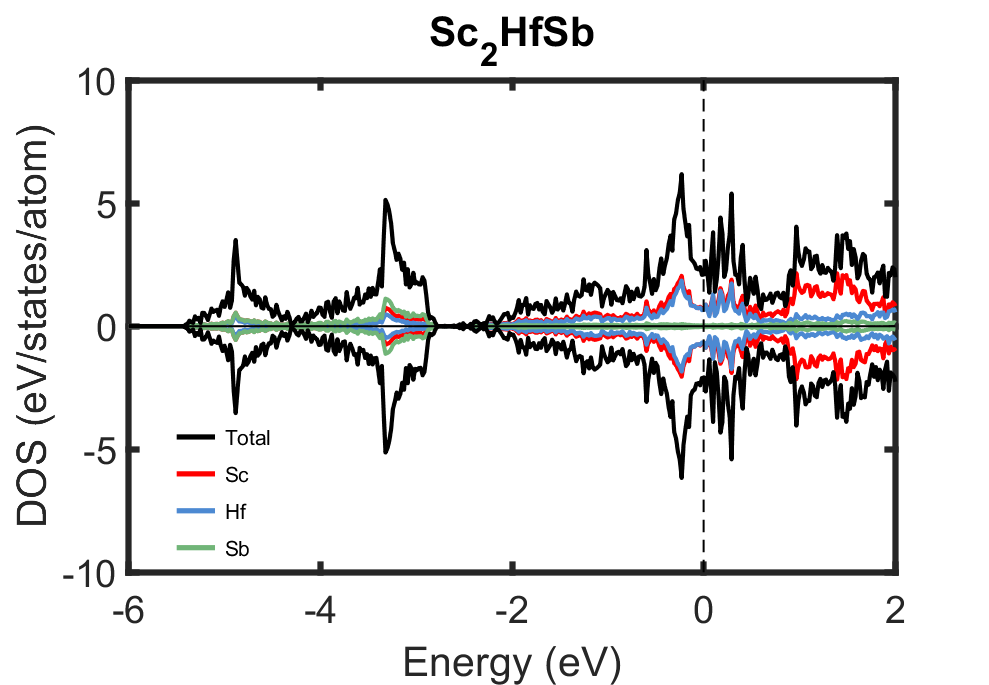 Sc₂HfSb
10
5
0
-5
-10
DOS (eV/states/atom)
Total
Sc
Hf
Sb
-6 -4 -2 0 2
Energy (eV)